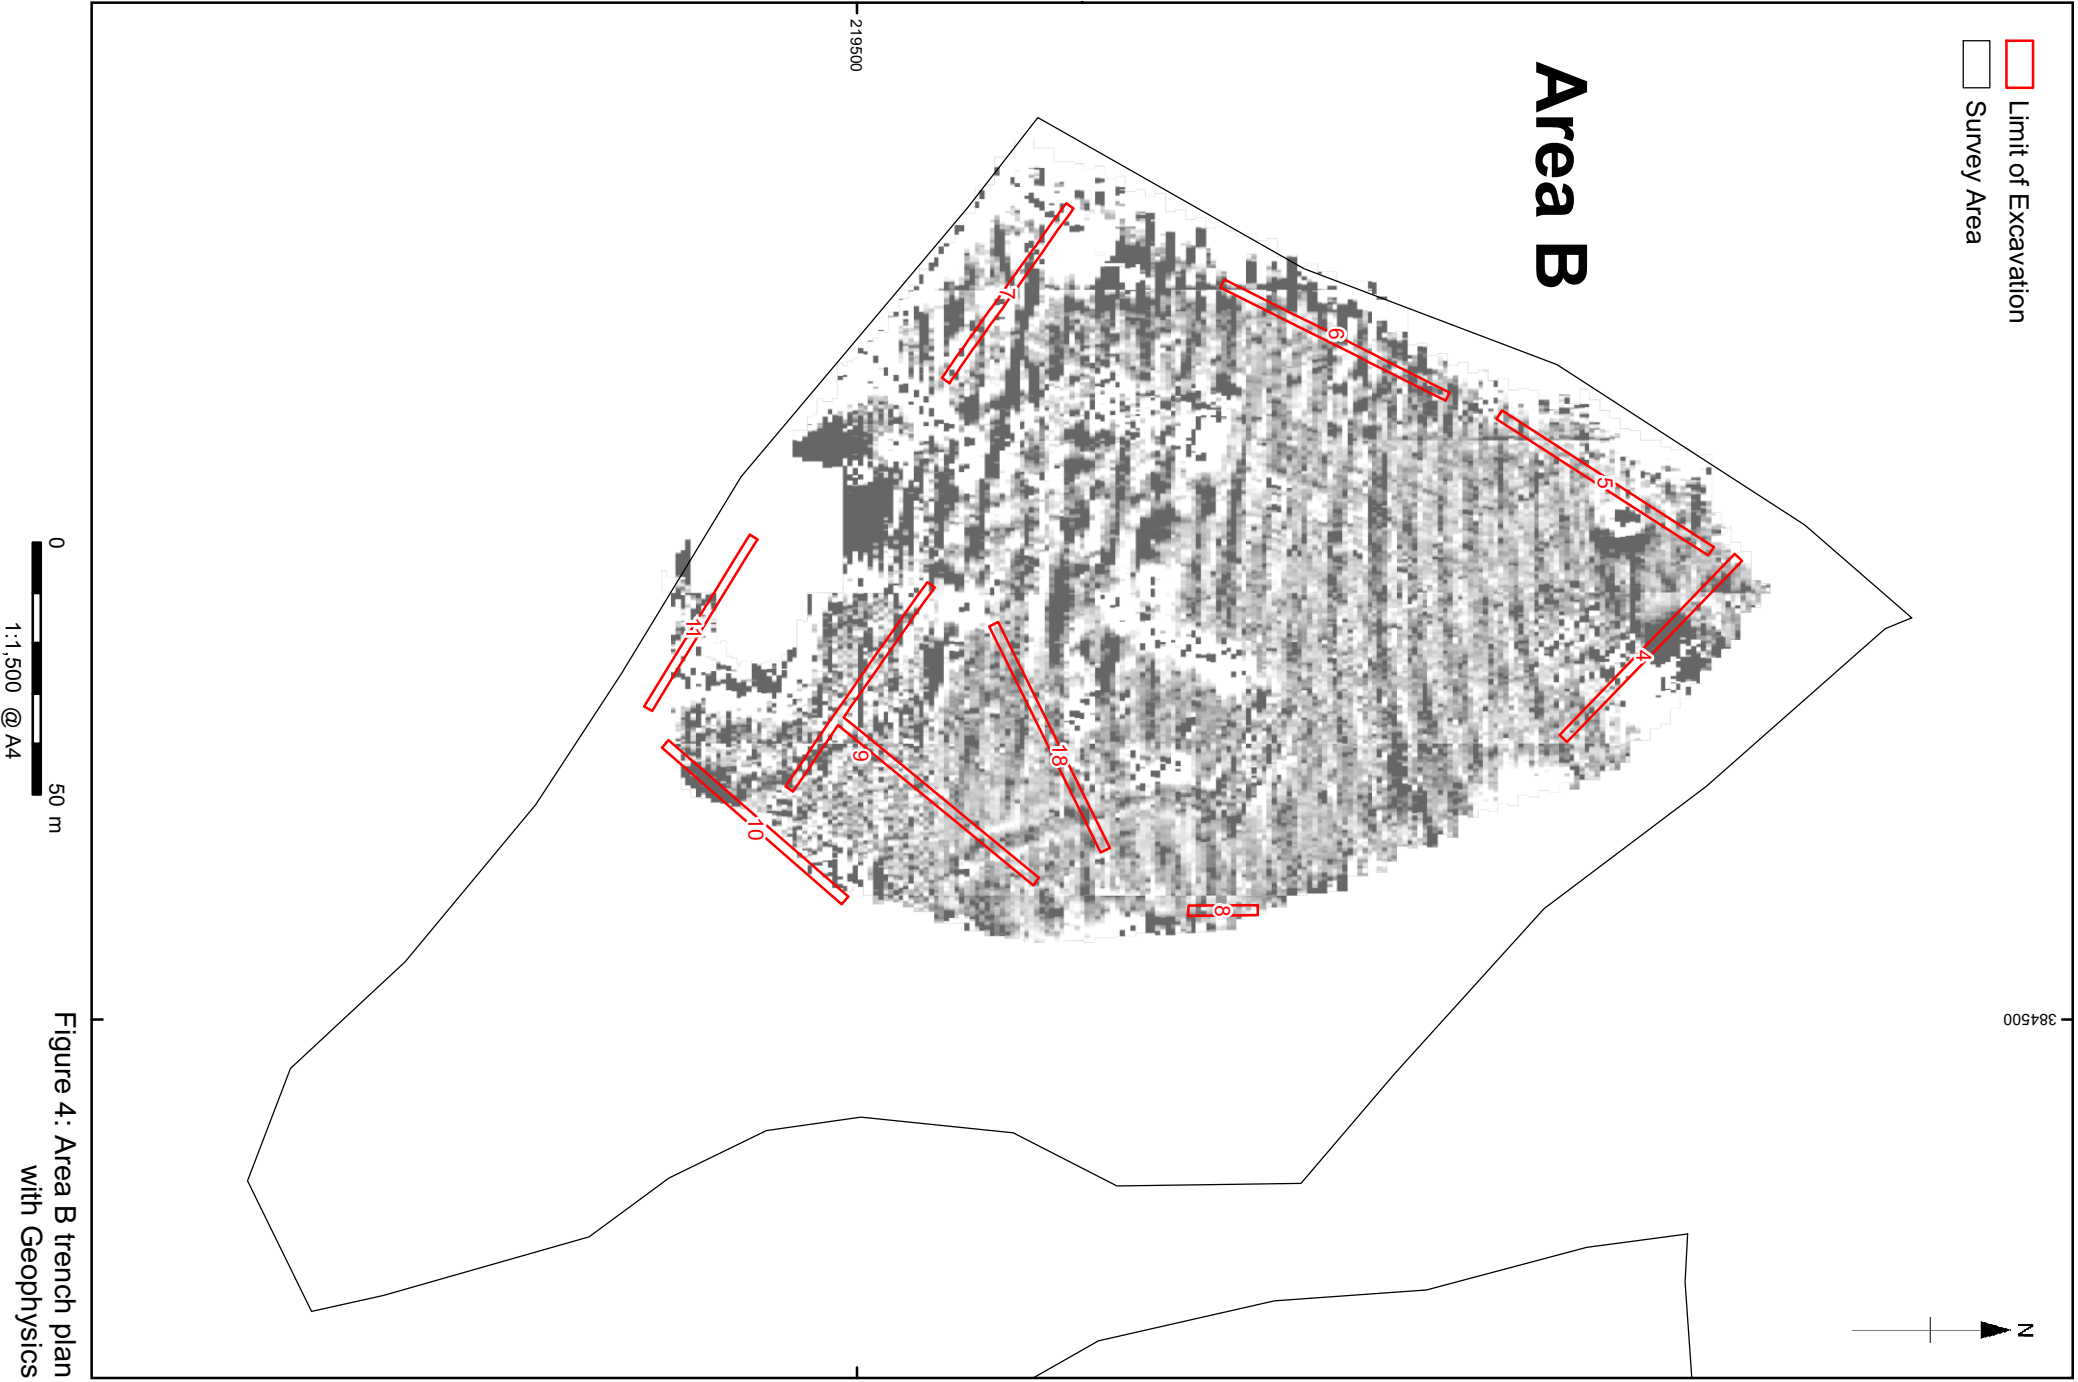 Limit of Excavation
Survey Area
N
Area B
384500
219500
4
5
6
7
8
18
9
10
11
0
50 m
1:1,500 @ A4
Figure 4: Area B trench plan
with Geophysics